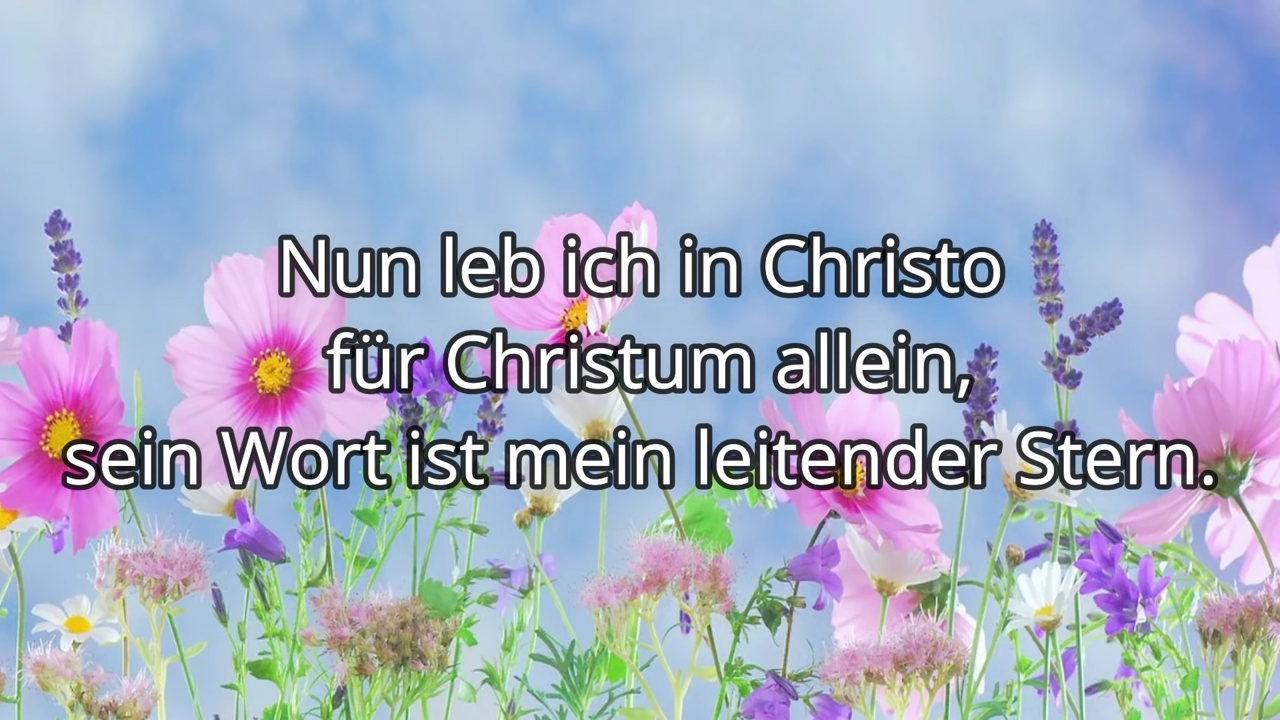 Nun leb ich in Christo
für Christum allein,
sein Wort ist mein leitender Stern.